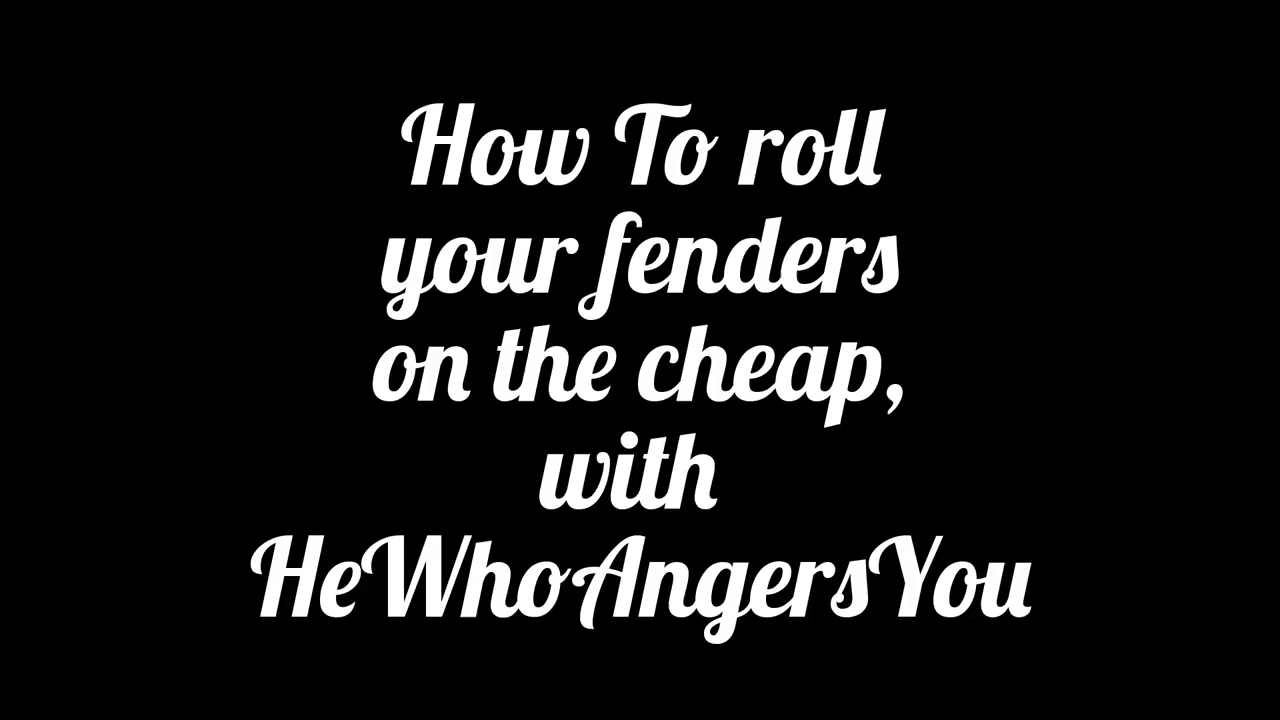 How To roll
your fenders
on the cheap,
with
HeWhoAngersYou